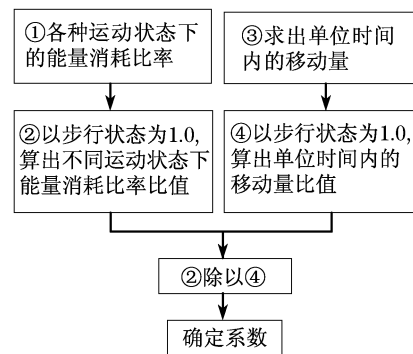 ①各种运动状态下
的能量消耗比率
③求出单位时间
内的移动量
②以步行状态为1.0,
算出不同运动状态下
能量消耗比率比值
④以步行状态为1.0,
算出单位时间内的
移动量比值
②除以④
确定系数